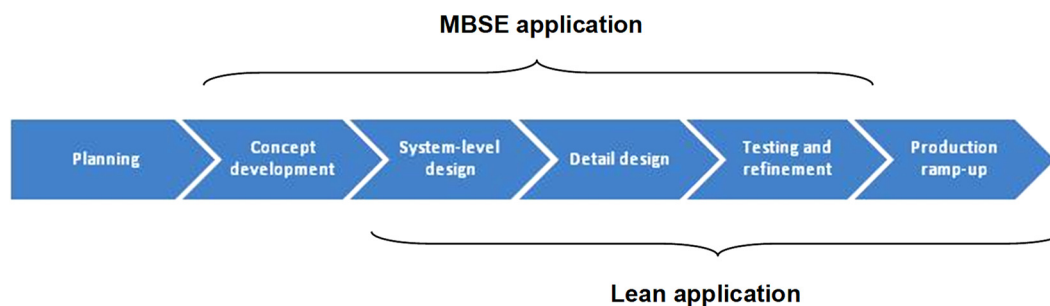 MBSE application
Planning
Concept
development
System-level
design
Detail design
Testing and
refinement
Production
ramp-up
Lean application